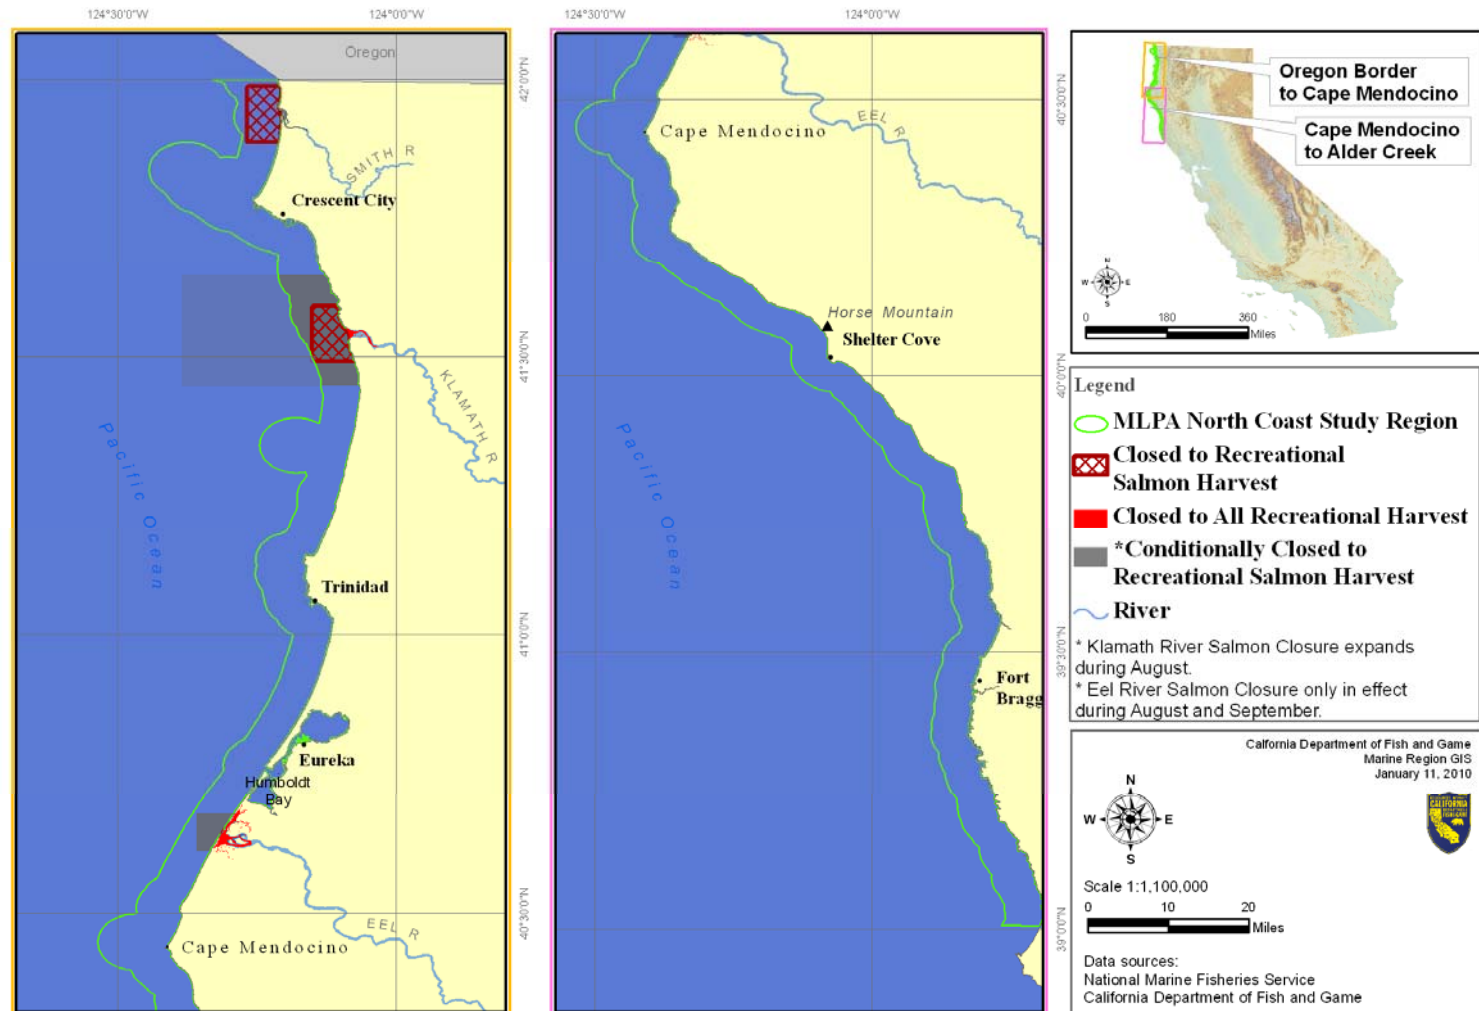 124°30'0"W
124°0'0"W
Oregon
42°0'0"N
SMITH R
Crescent City
41°30'0"N
KLAMATH R
Pacific Ocean
Trinidad
41°0'0"N
Eureka
Humboldt
Bay
40°30'0"N
EEL R
Cape Mendocino
124°30'0"W
124°0'0"W
40°30'0"N
EEL R
Cape Mendocino
Horse Mountain
Shelter Cove
40°0'0"N
Pacific Ocean
39°30'0"N
Fort
Bragg
39°0'0"N
Oregon Border
to Cape Mendocino
Cape Mendocino
to Alder Creek
N
W
E
S
0
180
360
Miles
Legend
MLPA North Coast Study Region
Closed to Recreational
Salmon Harvest
Closed to All Recreational Harvest
*Conditionally Closed to
Recreational Salmon Harvest
River
* Klamath River Salmon Closure expands
during August.
* Eel River Salmon Closure only in effect
during August and September.
Calfornia Department of Fish and Game
Marine Region GIS
January 11, 2010
N
W
E
S
CALIFORNIA
Scale 1:1,100,000
0
10
20
Miles
Data sources:
National Marine Fisheries Service
California Department of Fish and Game